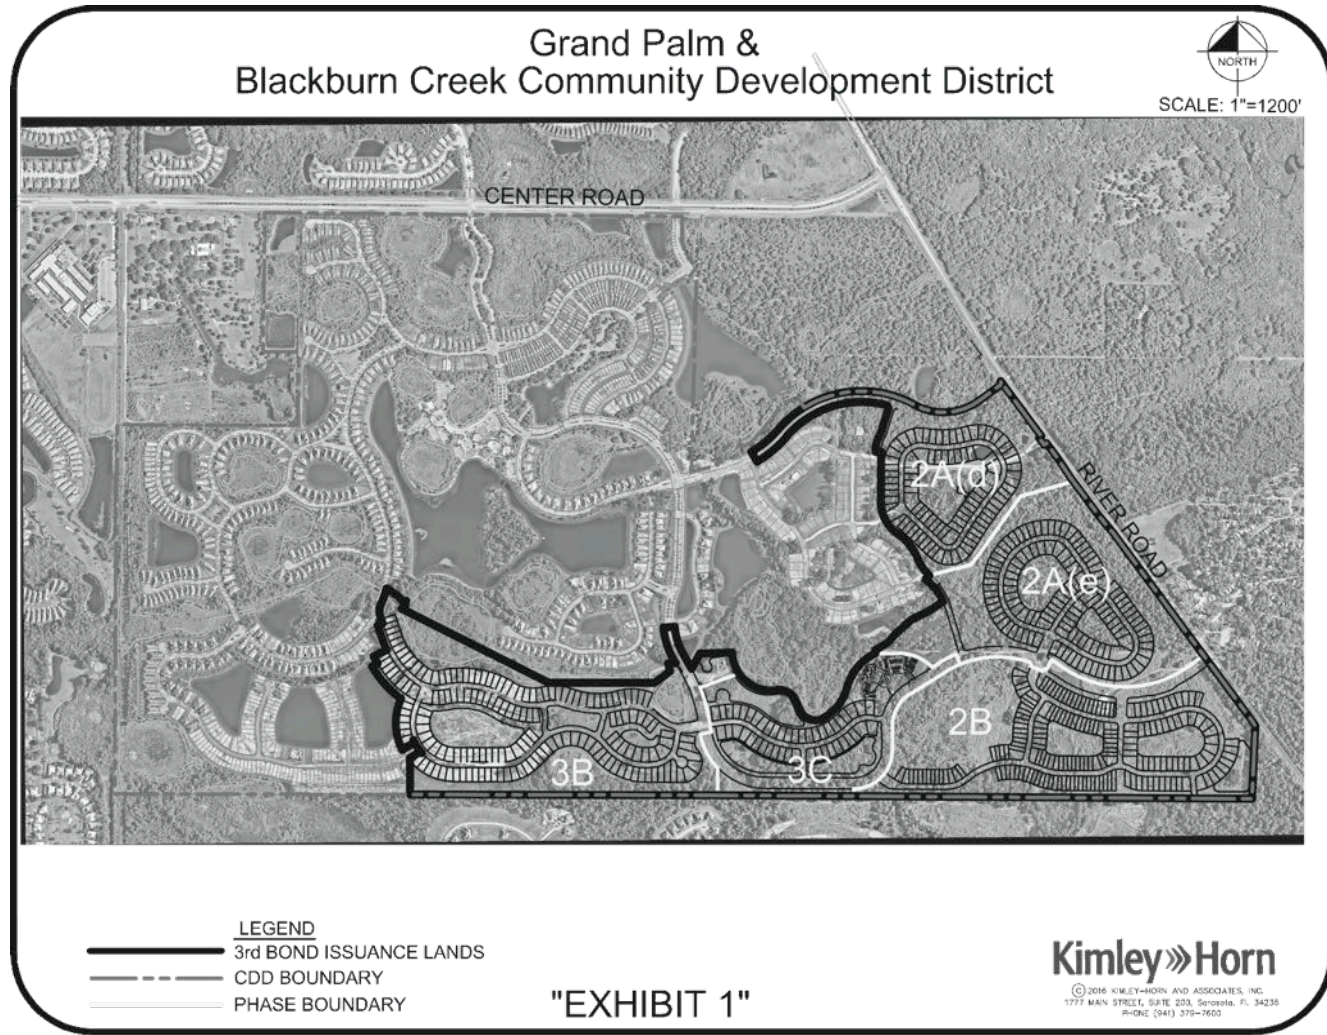 Grand Palm &
Blackburn Creek Community Development District
NORTH
SCALE: 1"=1200'
CENTER ROAD
2A(d)
RIVER ROAD
2A(e)
2B
3B
3C
LEGEND
3rd BOND ISSUANCE LANDS
CDD BOUNDARY
PHASE BOUNDARY
"EXHIBIT 1"
Kimley»Horn
© 2016 KIMLEY-HORN AND ASSOCIATES, INC.
1777 MAIN STREET, SUITE 200, Sarasota, FL 34236
PHONE (941) 379-7600